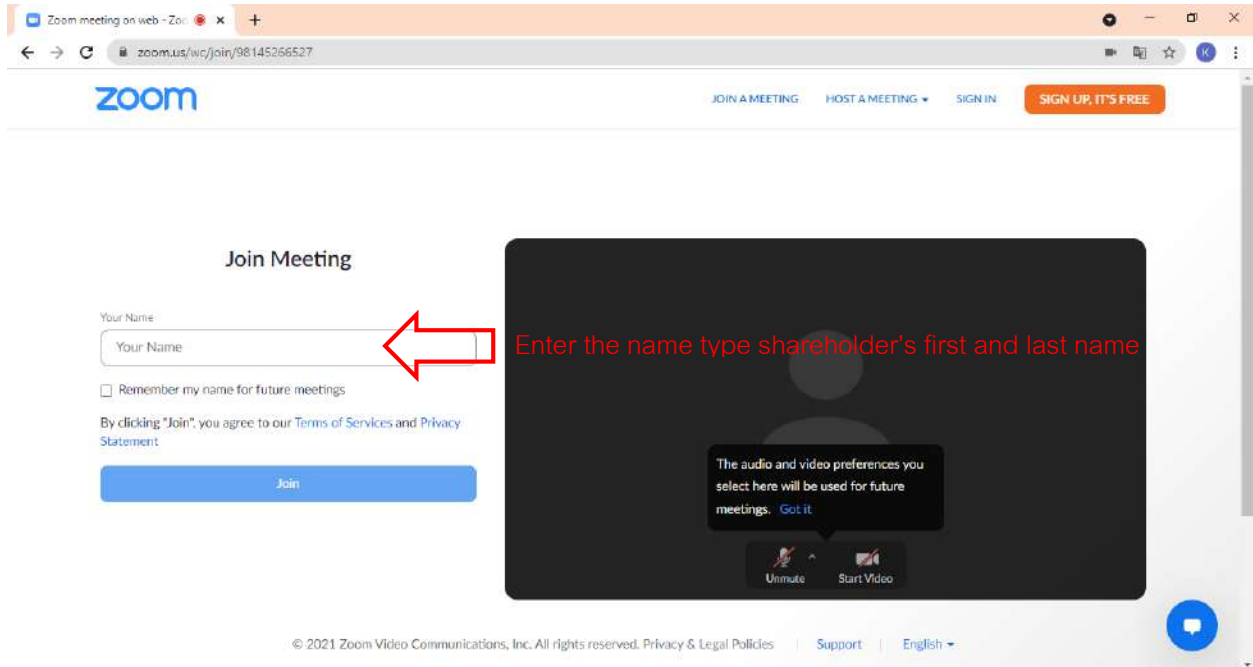 Zoom meeting on web - Zoo
zoom.us/wc/join/98145266527
K
zoom
JOIN A MEETING
HOST A MEETING
SIGN IN
SIGN UP, IT'S FREE
Join Meeting
Your Name
Your Name
Enter the name type shareholder's first and last name
Remember my name for future meetings
By clicking "Join", you agree to our Terms of Services and Privacy
Statement
Join
The audio and video preferences you
select here will be used for future
meetings. Got it
Unmute
Start Video
© 2021 Zoom Video Communications, Inc. All rights reserved. Privacy & Legal Policies
Support
English